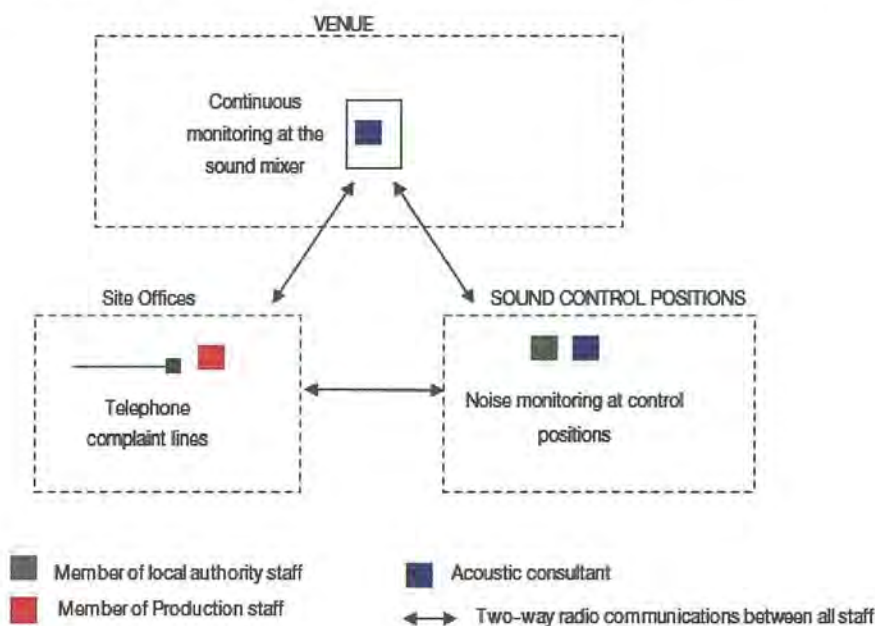 VENUE
Continuous
monitoring at the
sound mixer
Site Offices
SOUND CONTROL POSITIONS
Telephone
complaint lines
Noise monitoring at control
positions
Member of local authority staff
Acoustic consultant
Member of Production staff
Two-way radio communications between all staff